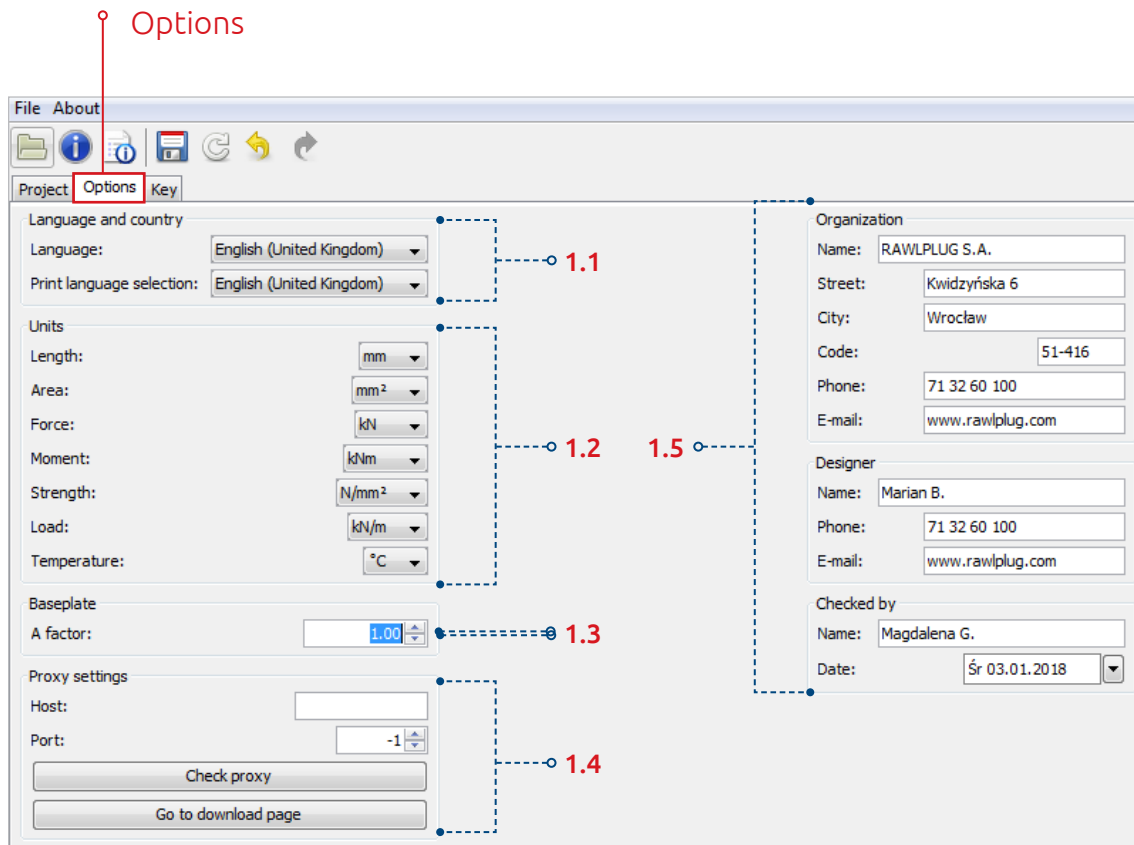 Options
File About
Project Options Key
Language and country
Language: English (United Kingdom)
Print language selection: English (United Kingdom)
1.1
Units
Length: mm
Area: mm²
Force: kN
Moment: kNm
Strength: N/mm²
Load: kN/m
Temperature: °C
1.2
Baseplate
A factor: 1.00
1.3
Proxy settings
Host:
Port: -1
Check proxy
Go to download page
1.4
1.5
Organization
Name: RAWLPLUG S.A.
Street: Kwidzyńska 6
City: Wrocław
Code: 51-416
Phone: 71 32 60 100
E-mail: www.rawlplug.com
Designer
Name: Marian B.
Phone: 71 32 60 100
E-mail: www.rawlplug.com
Checked by
Name: Magdalena G.
Date: Śr 03.01.2018